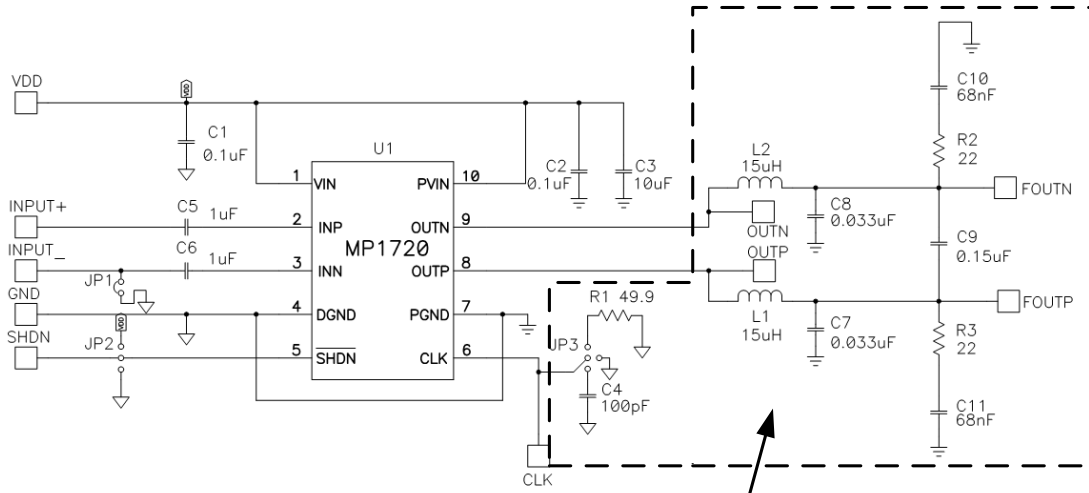 VDD
VDD
C1
0.1uF
U1
MP1720
1 VIN
2 INP
3 INN
4 DGND
5 SHDN
PVIN 10
OUTN 9
OUTP 8
PGND 7
CLK 6
C2
0.1uF
C3
10uF
INPUT+
C5
1uF
INPUT_
C6
1uF
JP1
GND
VDD
SHDN
JP2
CLK
JP3
R1 49.9
C4
100pF
L2
15uH
OUTN
OUTP
L1
15uH
C8
0.033uF
C7
0.033uF
C10
68nF
R2
22
FOUTN
C9
0.15uF
FOUTP
R3
22
C11
68nF